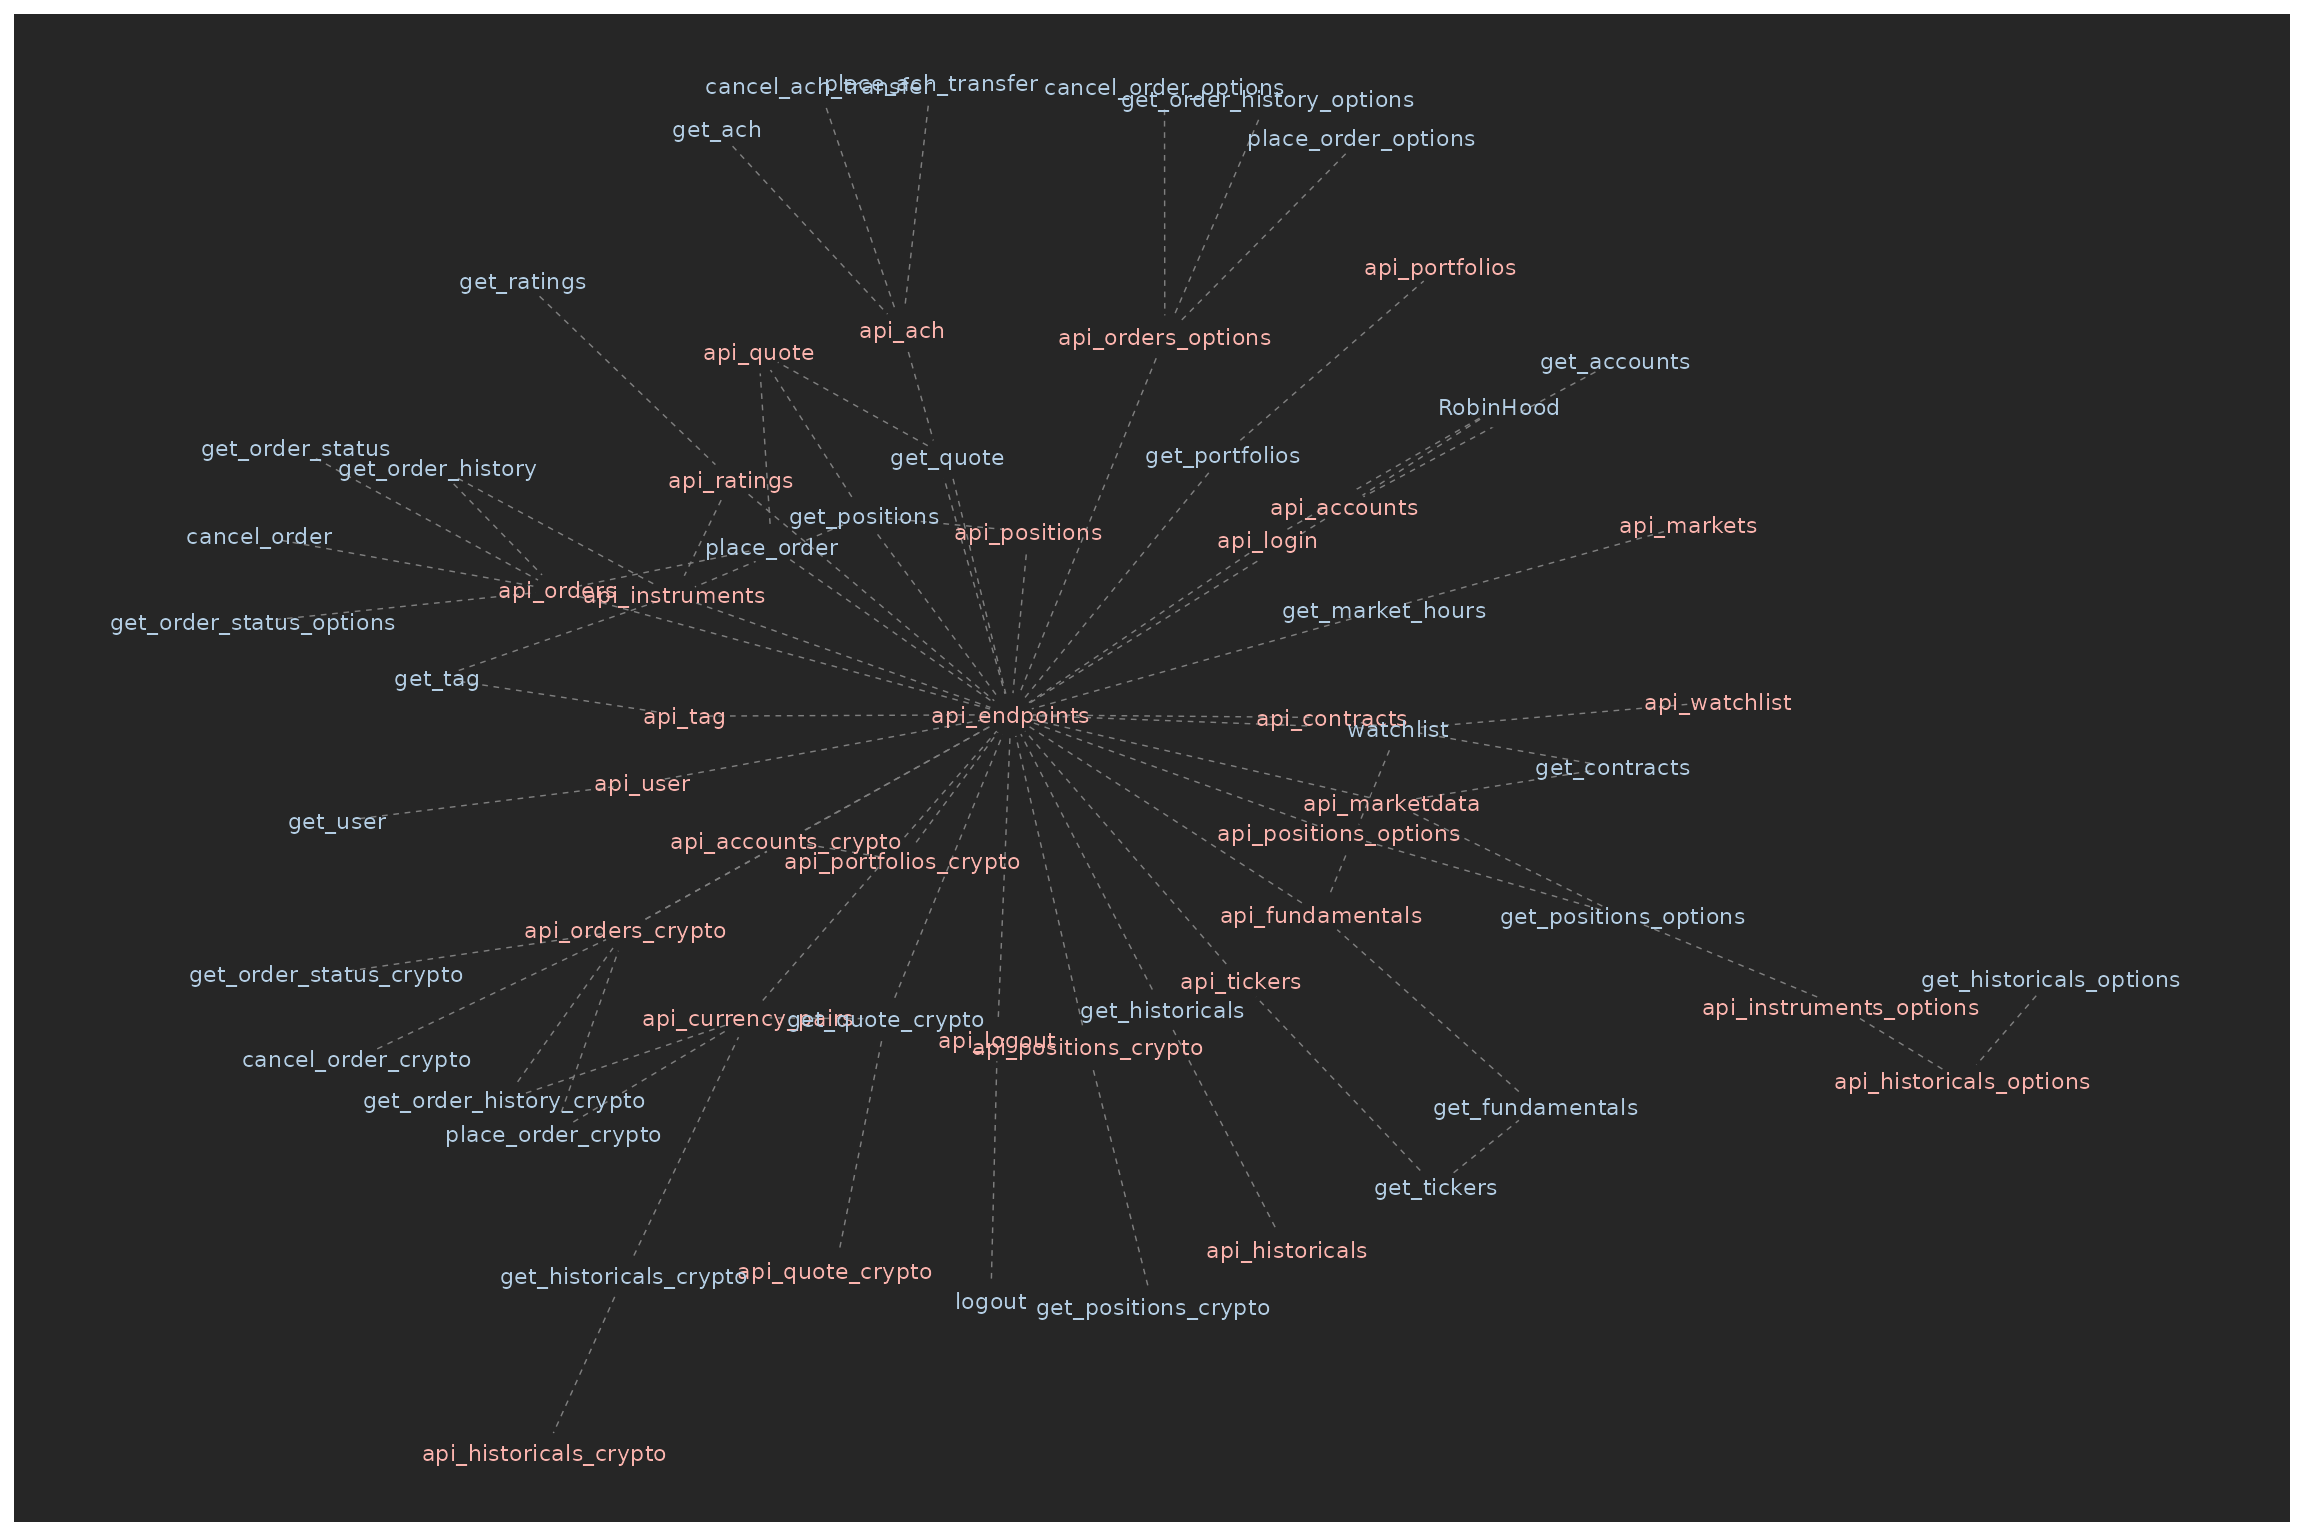 place_ach_transfer
cancel_ach_transfer
cancel_order_options
get_order_history_options
get_ach
place_order_options
api_portfolios
get_ratings
api_ach
api_orders_options
api_quote
get_accounts
RobinHood
get_order_status
get_portfolios
get_quote
get_order_history
api_ratings
api_accounts
get_positions
api_markets
api_positions
cancel_order
api_login
place_order
api_orders
api_instruments
get_market_hours
get_order_status_options
get_tag
api_watchlist
api_endpoints
api_tag
api_contracts
watchlist
get_contracts
api_user
api_marketdata
get_user
api_positions_options
api_accounts_crypto
api_portfolios_crypto
api_fundamentals
get_positions_options
api_orders_crypto
get_order_status_crypto
get_historicals_options
api_tickers
api_instruments_options
get_historicals
api_currency_pairs
get_quote_crypto
api_logout
api_positions_crypto
cancel_order_crypto
api_historicals_options
get_order_history_crypto
get_fundamentals
place_order_crypto
get_tickers
api_historicals
api_quote_crypto
get_historicals_crypto
logout
get_positions_crypto
api_historicals_crypto